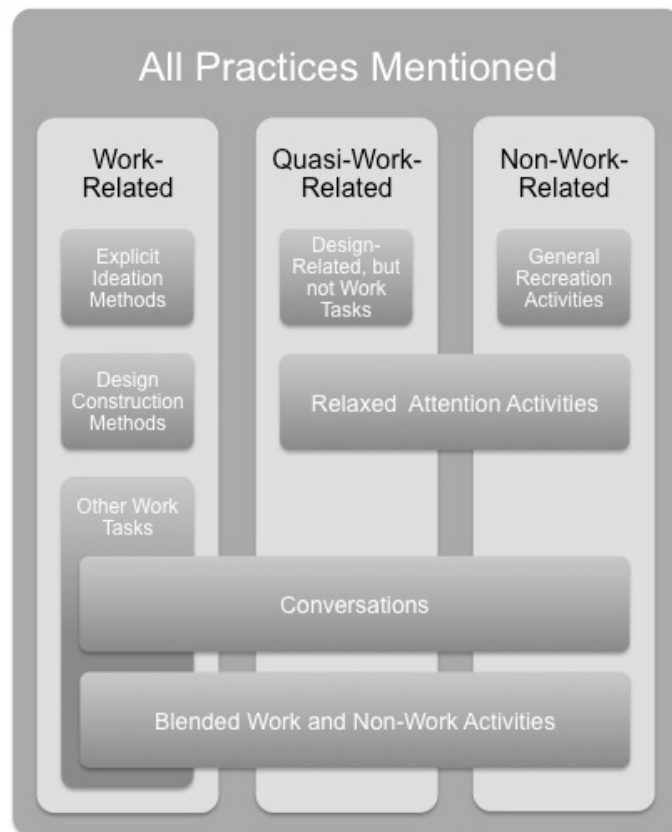 All Practices Mentioned
Work-
Related
Quasi-Work-
Related
Non-Work-
Related
Explicit
Ideation
Methods
Design-
Related, but
not Work
Tasks
General
Recreation
Activities
Design
Construction
Methods
Relaxed Attention Activities
Other Work
Tasks
Conversations
Blended Work and Non-Work Activities